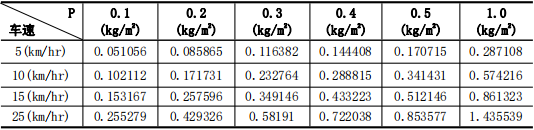 P 0.1 0.2 0.3 0.4 0.5 1.0
车速 (kg/m²) (kg/m²) (kg/m²) (kg/m²) (kg/m²) (kg/m²)
5(km/hr) 0.051056 0.085865 0.116382 0.144408 0.170715 0.287108
10(km/hr) 0.102112 0.171731 0.232764 0.288815 0.341431 0.574216
15(km/hr) 0.153167 0.257596 0.349146 0.433223 0.512146 0.861323
25(km/hr) 0.255279 0.429326 0.58191 0.722038 0.853577 1.435539